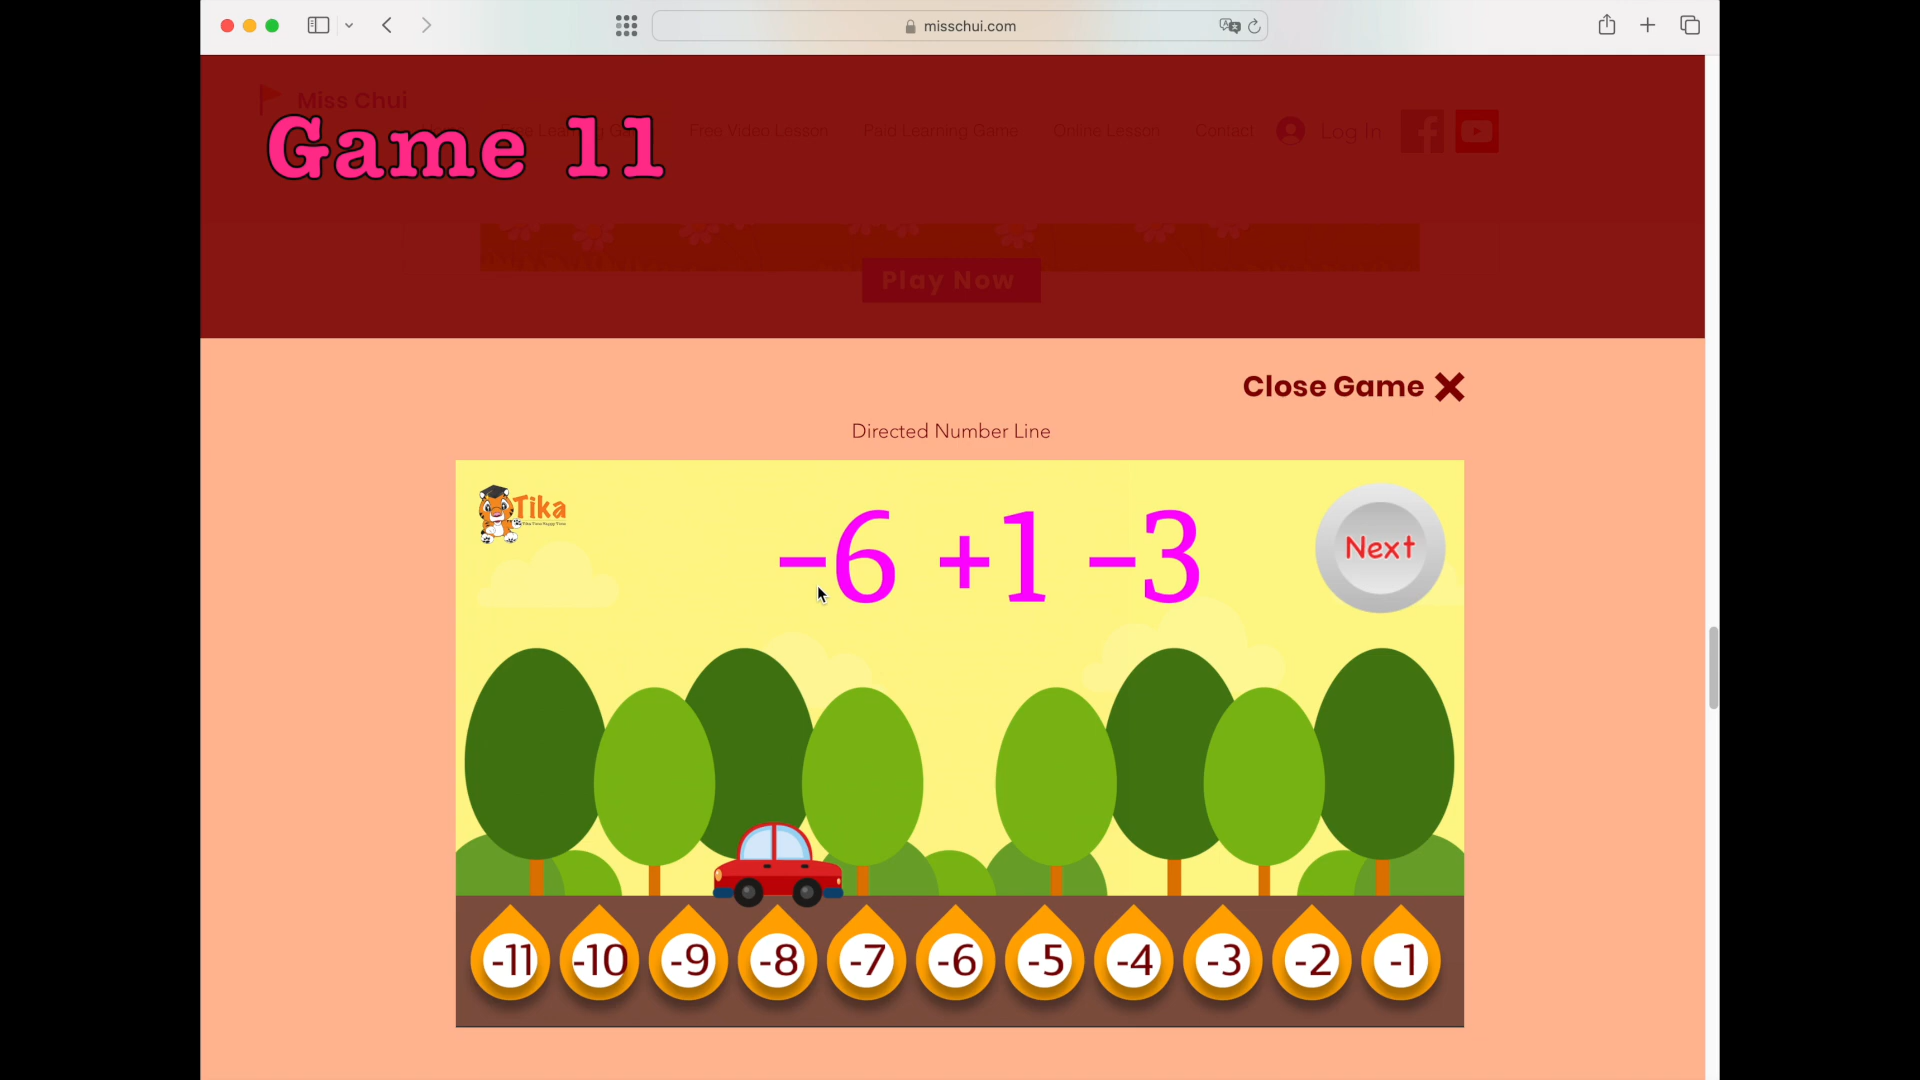 misschui.com
Miss Chui
Game 11
Free Video Lesson
Paid Learning Game
Online Lesson
Contact
Log In
Play Now
Close Game
Directed Number Line
Tika
-6 +1 -3
Next
-11 -10 -9 -8 -7 -6 -5 -4 -3 -2 -1